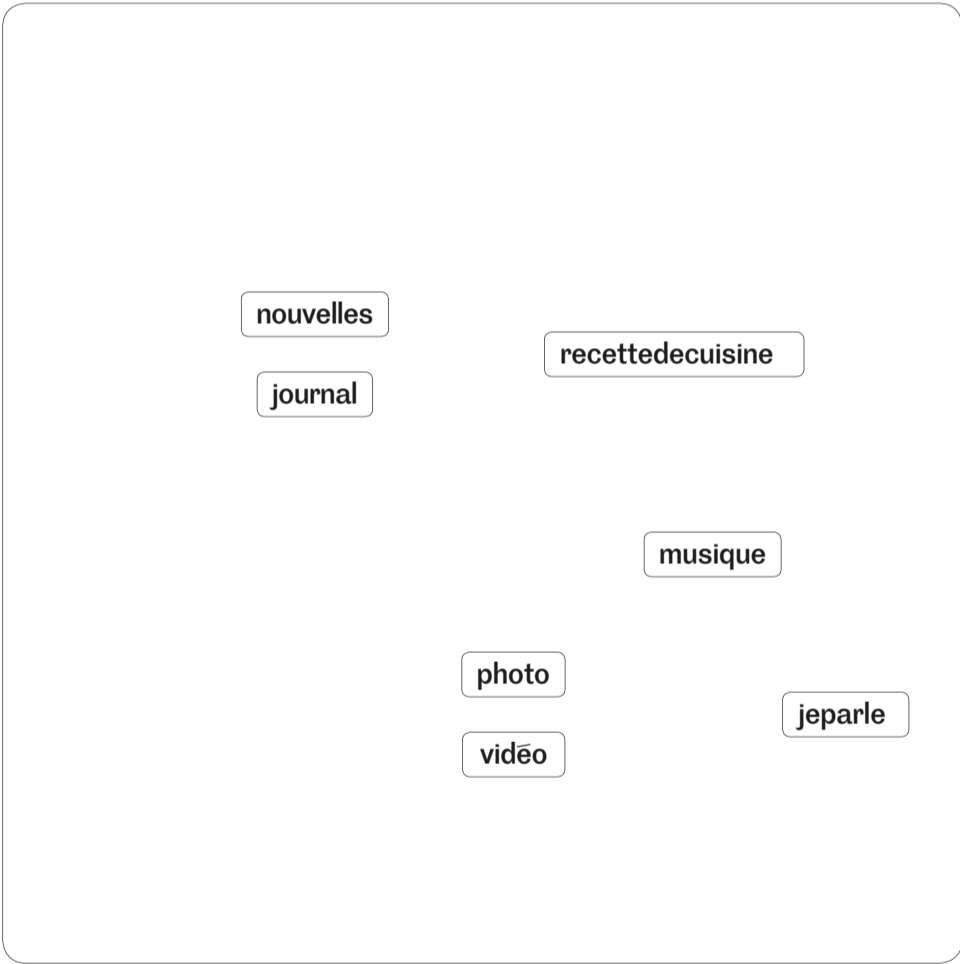 nouvelles
recettedecuisine
journal
musique
photo
jeparle
vidéo